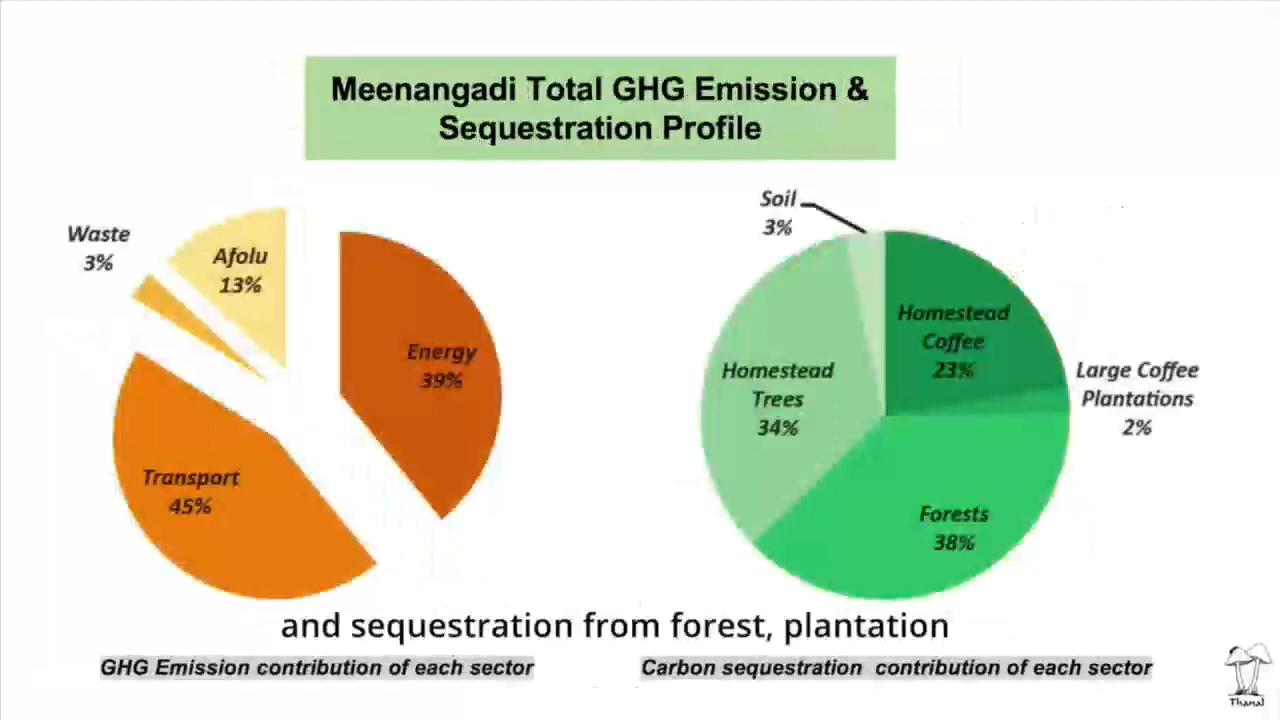 Meenangadi Total GHG Emission &
Sequestration Profile
Waste
3%
Afolu
13%
Energy
39%
Transport
45%
Soil
3%
Homestead
Coffee
23%
Large Coffee
Plantations
2%
Homestead
Trees
34%
Forests
38%
and sequestration from forest, plantation
GHG Emission contribution of each sector
Carbon sequestration contribution of each sector
Thanal